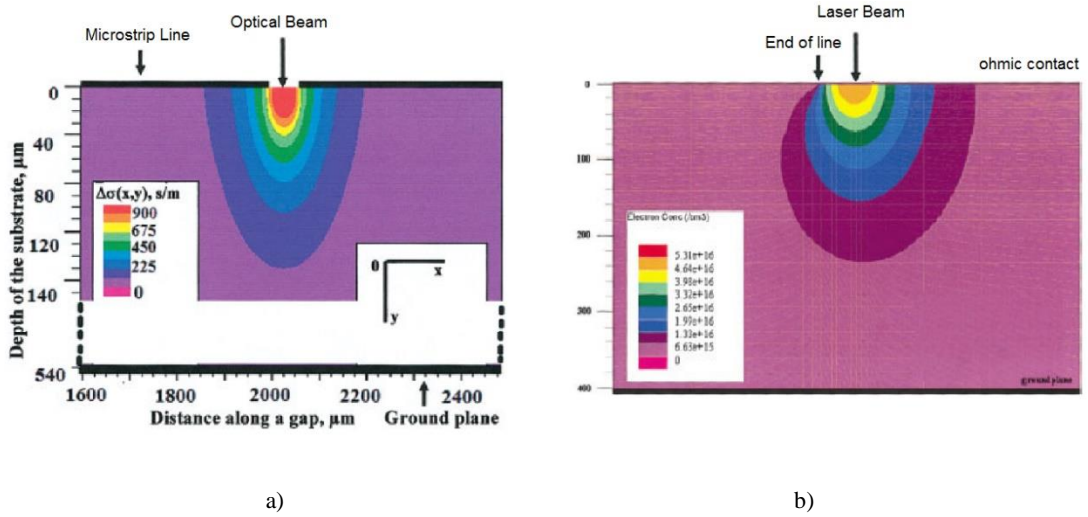 Optical Beam
Microstrip Line
0
40
80
120
140
540
Depth of the substrate, µm
Δσ(x,y), s/m
900
675
450
225
0
0
x
y
1600
1800
2000
2200
2400
Distance along a gap, µm
Ground plane
a)
Laser Beam
End of line
ohmic contact
0
100
200
300
400
Electron Conc (/cm3)
5.31e+16
4.64e+16
3.98e+16
3.32e+16
2.65e+16
1.99e+16
1.33e+16
6.63e+15
0
ground plane
b)